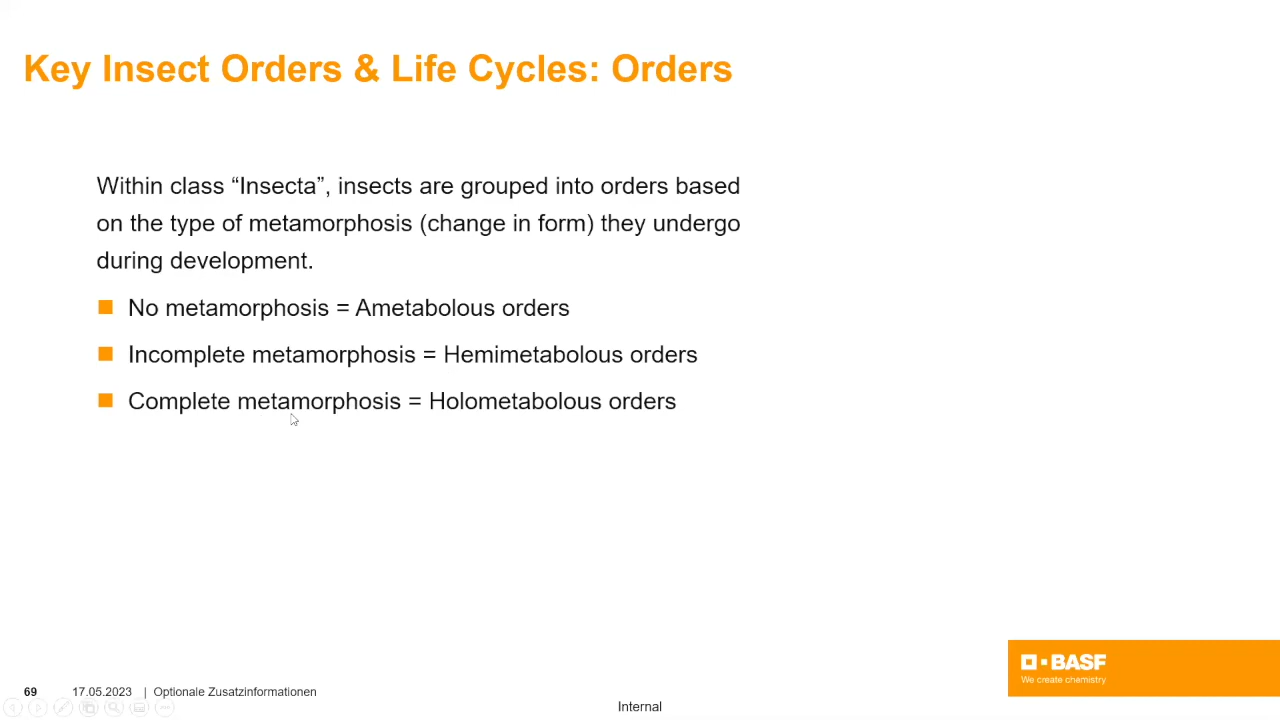 Key Insect Orders & Life Cycles: Orders
Within class “Insecta”, insects are grouped into orders based
on the type of metamorphosis (change in form) they undergo
during development.
No metamorphosis = Ametabolous orders
Incomplete metamorphosis = Hemimetabolous orders
Complete metamorphosis = Holometabolous orders
BASF
We create chemistry
69 17.05.2023 | Optionale Zusatzinformationen
Internal